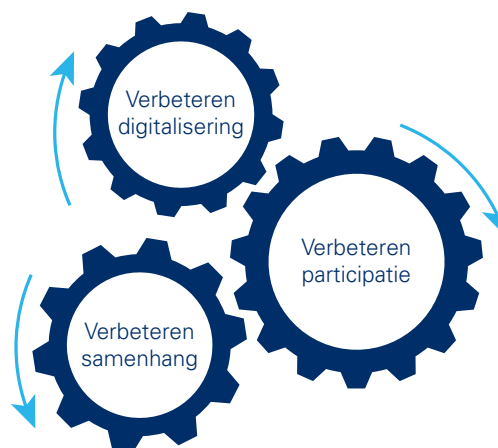 Verbeteren
digitalisering
Verbeteren
participatie
Verbeteren
samenhang